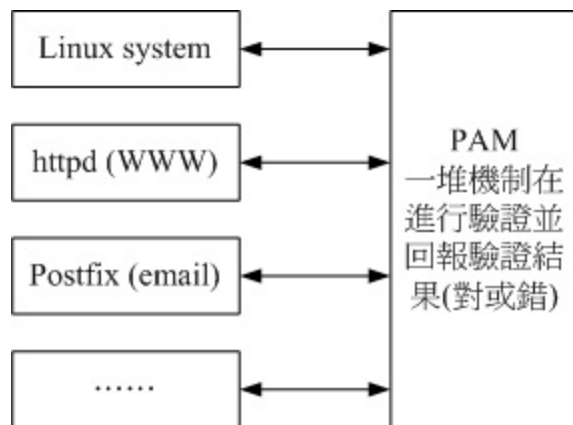 Linux system
httpd (WWW)
Postfix (email)
……
PAM
一堆機制在
進行驗證並
回報驗證結
果(對或錯)